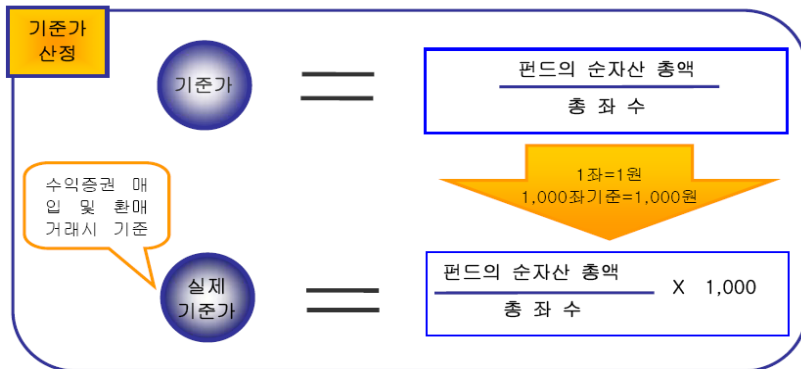 기준가
산정
기준가
펀드의 순자산 총액
총 좌 수
1좌=1원
1,000좌기준=1,000원
수익증권 매
입 및 환매
거래시 기준
실제
기준가
펀드의 순자산 총액
X 1,000
총 좌 수